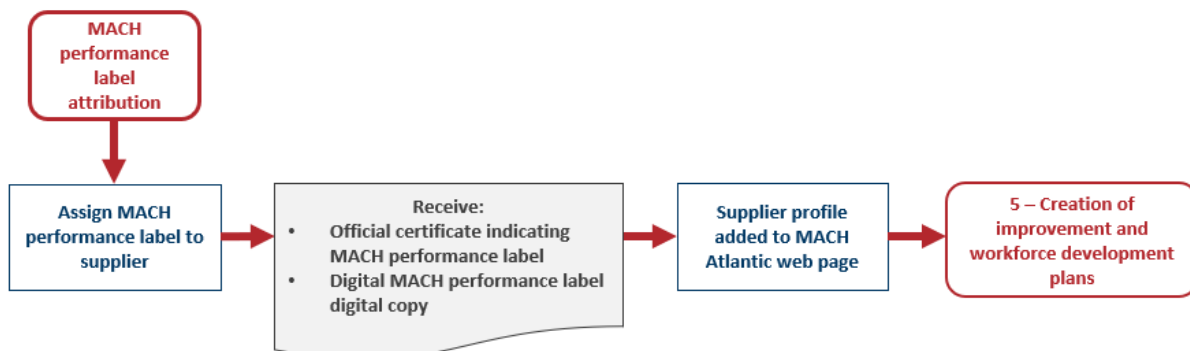 MACH
performance
label
attribution
Assign MACH
performance label to
supplier
Receive:
• Official certificate indicating
MACH performance label
• Digital MACH performance label
digital copy
Supplier profile
added to MACH
Atlantic web page
5 – Creation of
improvement and
workforce development
plans